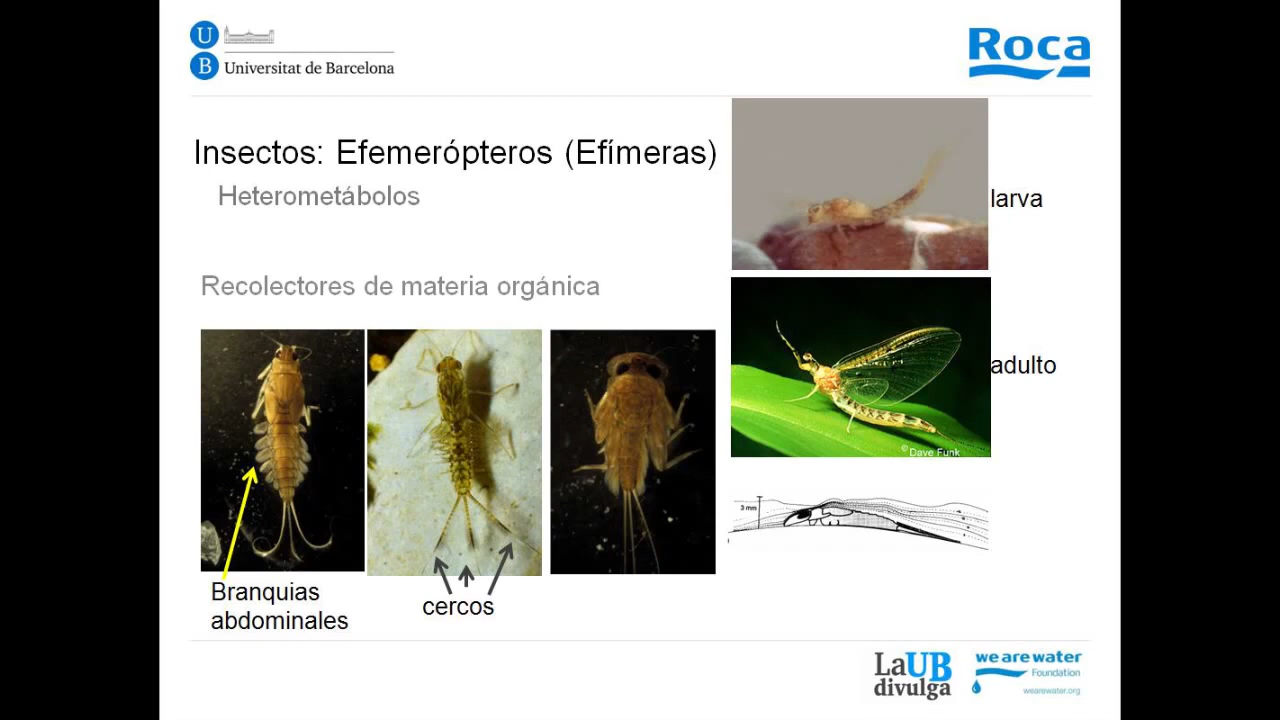 U
B
Universitat de Barcelona
Roca
Insectos: Efemerópteros (Efímeras)
Heterometábolos
larva
Recolectores de materia orgánica
adulto
© Dave Funk
3 mm
Branquias
abdominales
cercos
LaUB
divulga
we are water
Foundation
wearewater.org